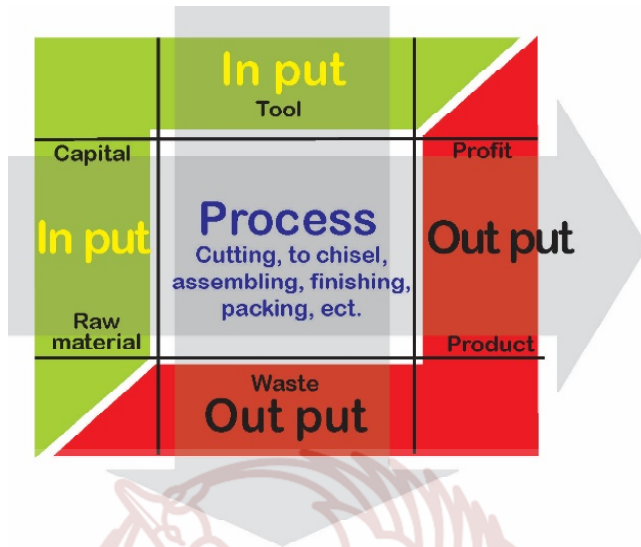 In put
Tool
Capital
Profit
In put
Process
Cutting, to chisel,
assembling, finishing,
packing, ect.
Out put
Raw
material
Product
Waste
Out put